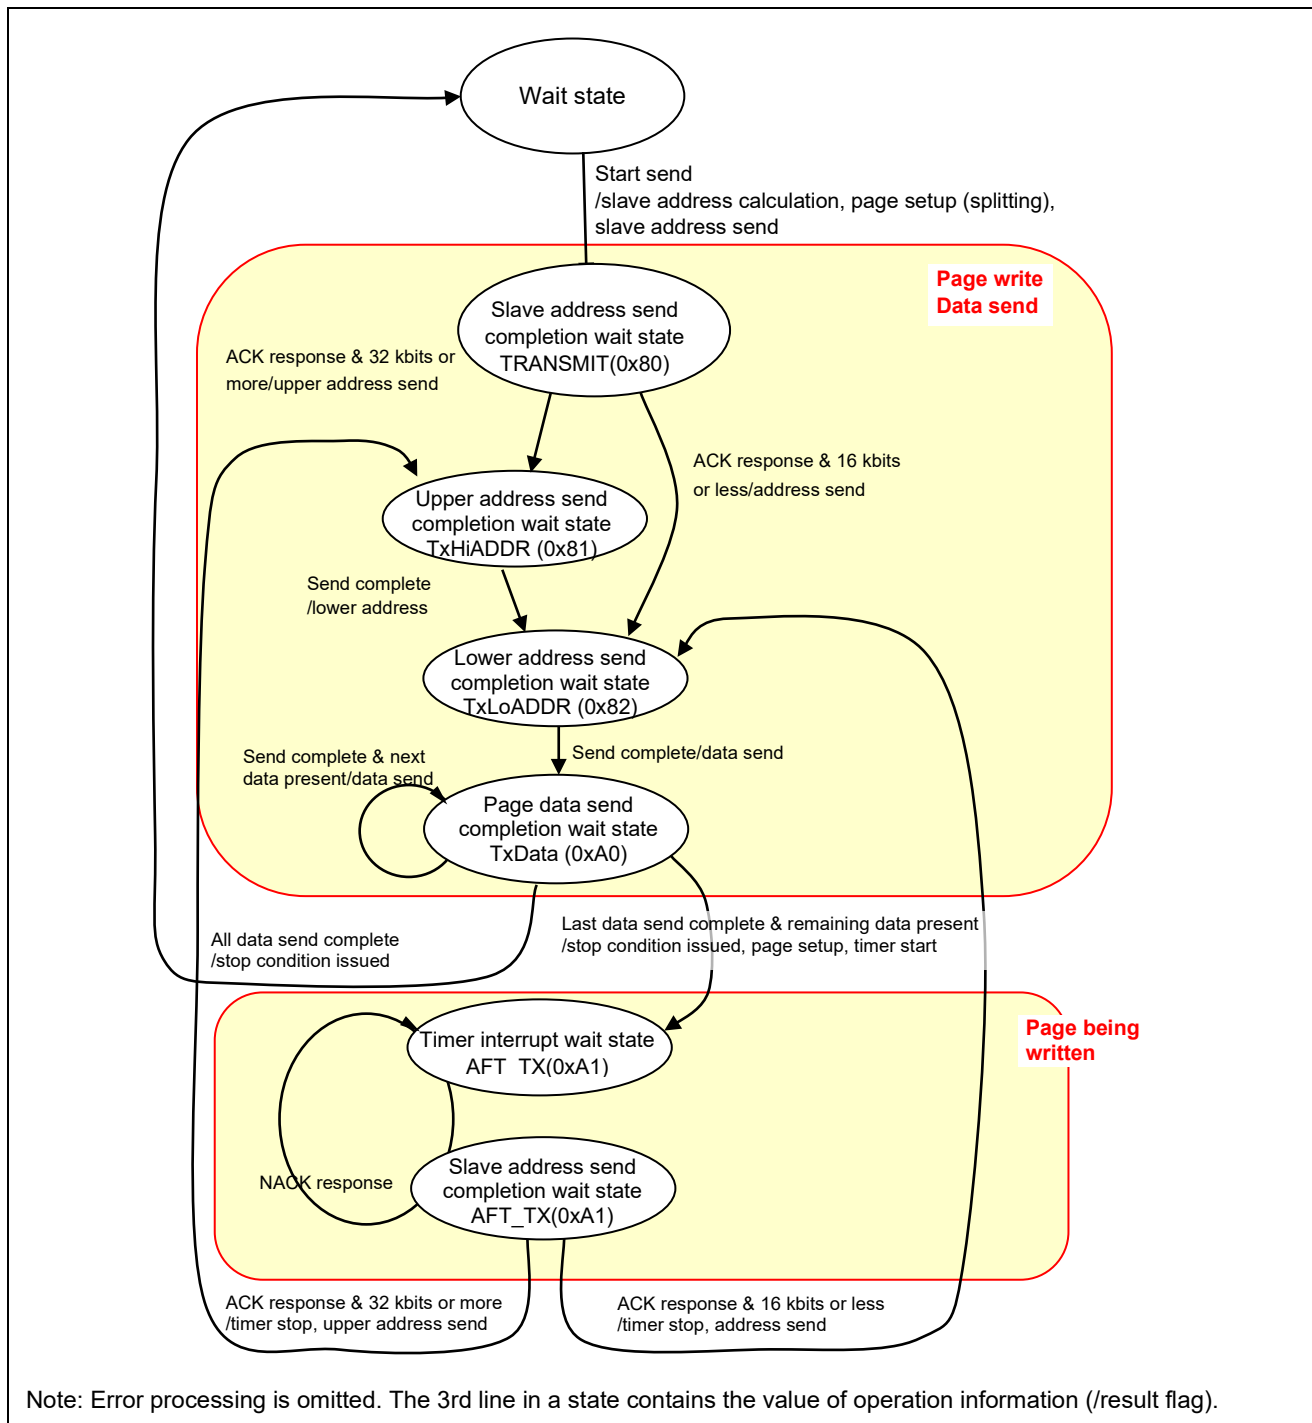 Wait state
Start send
/slave address calculation, page setup (splitting),
slave address send
Page write
Data send
Slave address send
completion wait state
TRANSMIT(0x80)
ACK response & 32 kbits or
more/upper address send
ACK response & 16 kbits
or less/address send
Upper address send
completion wait state
TxHiADDR (0x81)
Send complete
/lower address
Lower address send
completion wait state
TxLoADDR (0x82)
Send complete/data send
Send complete & next
data present/data send
Page data send
completion wait state
TxData (0xA0)
Last data send complete & remaining data present
/stop condition issued, page setup, timer start
All data send complete
/stop condition issued
Page being
written
Timer interrupt wait state
AFT_TX(0xA1)
NACK response
Slave address send
completion wait state
AFT_TX(0xA1)
ACK response & 32 kbits or more
/timer stop, upper address send
ACK response & 16 kbits or less
/timer stop, address send
Note: Error processing is omitted. The 3rd line in a state contains the value of operation information (/result flag).